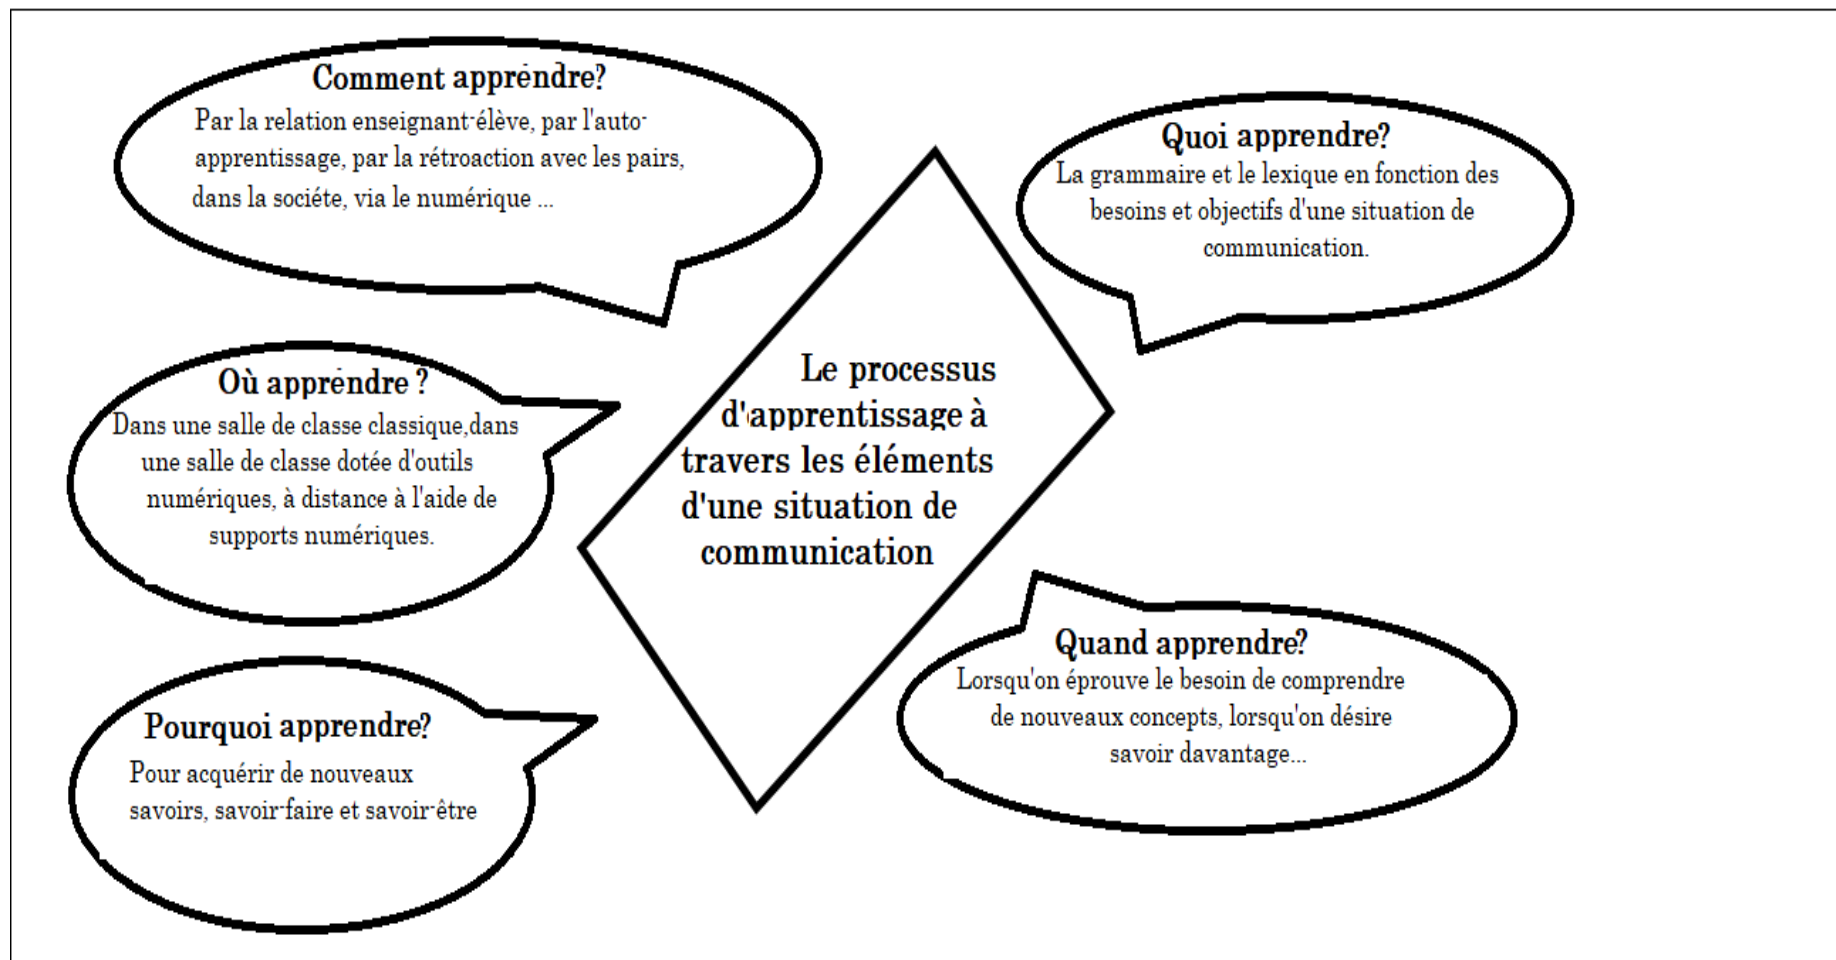 Comment apprendre?
Par la relation enseignant-élève, par l'auto-
apprentissage, par la rétroaction avec les pairs,
dans la sociéte, via le numérique ...
Quoi apprendre?
La grammaire et le lexique en fonction des
besoins et objectifs d'une situation de
communication.
Le processus
d'apprentissage à
travers les éléments
d'une situation de
communication
Où apprendre ?
Dans une salle de classe classique,dans
une salle de classe dotée d'outils
numériques, à distance à l'aide de
supports numériques.
Quand apprendre?
Lorsqu'on éprouve le besoin de comprendre
de nouveaux concepts, lorsqu'on désire
savoir davantage...
Pourquoi apprendre?
Pour acquérir de nouveaux
savoirs, savoir-faire et savoir-être